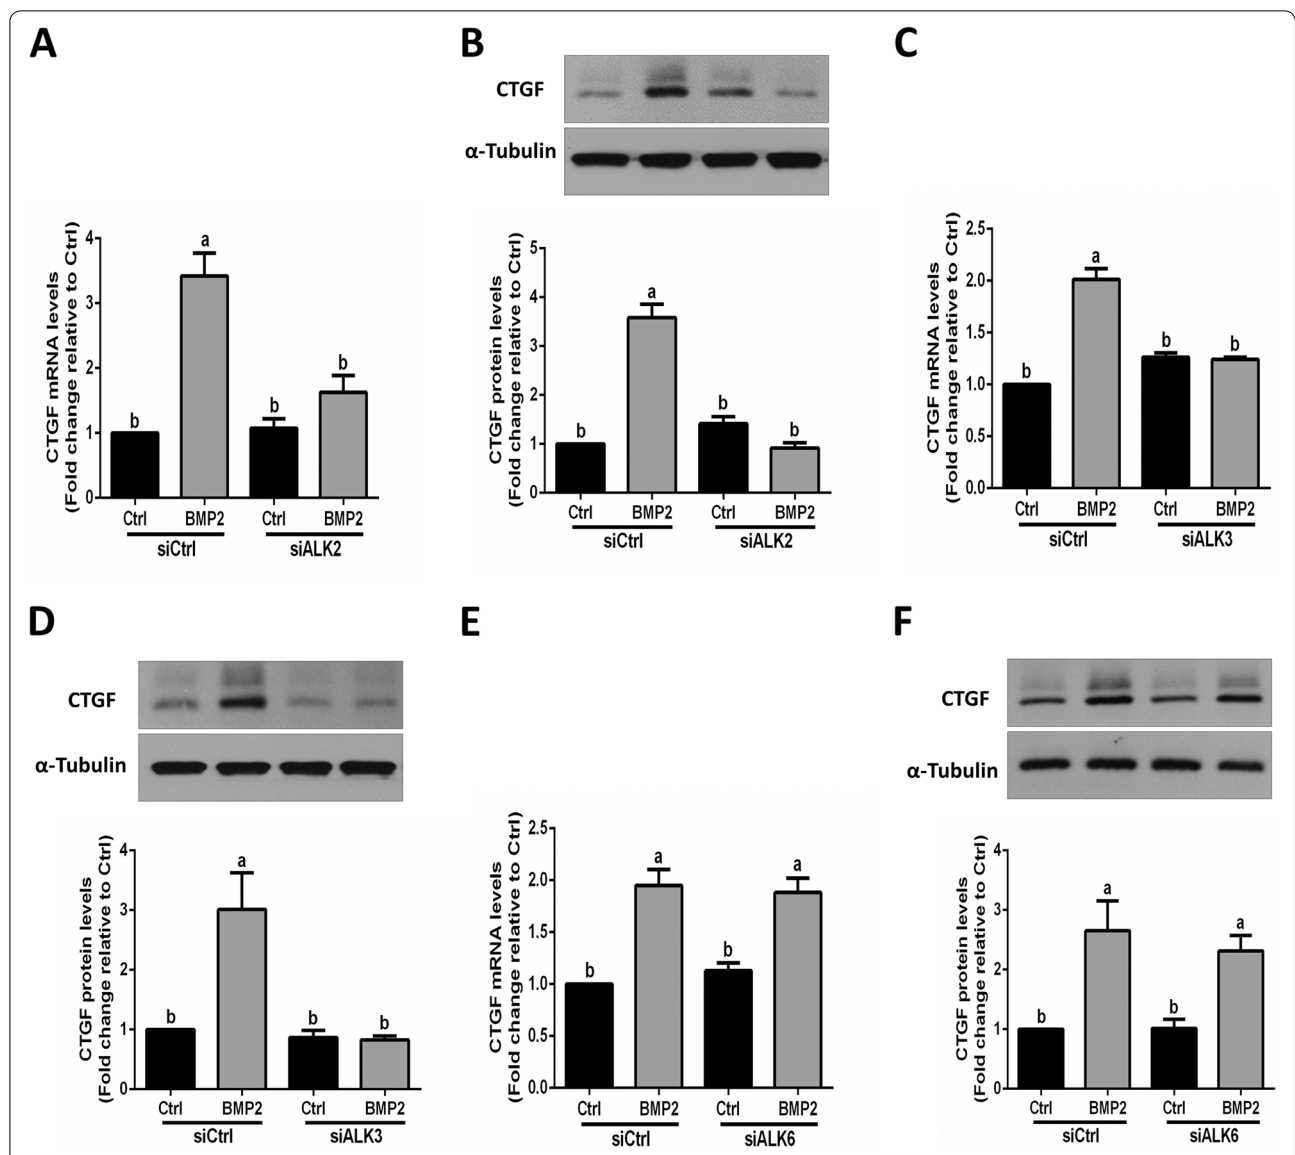 A
CTGF mRNA levels
(Fold change relative to Ctrl)
4
3
2
1
0
b
a
b
b
Ctrl BMP2 Ctrl BMP2
siCtrl siALK2
B
CTGF
α-Tubulin
CTGF protein levels
(Fold change relative to Ctrl)
5
4
3
2
1
0
b
a
b
b
Ctrl BMP2 Ctrl BMP2
siCtrl siALK2
C
CTGF mRNA levels
(Fold change relative to Ctrl)
2.5
2.0
1.5
1.0
0.5
0.0
b
a
b
b
Ctrl BMP2 Ctrl BMP2
siCtrl siALK3
D
CTGF
α-Tubulin
CTGF protein levels
(Fold change relative to Ctrl)
4
3
2
1
0
b
a
b
b
Ctrl BMP2 Ctrl BMP2
siCtrl siALK3
E
CTGF mRNA levels
(Fold change relative to Ctrl)
2.5
2.0
1.5
1.0
0.5
0.0
b
a
b
a
Ctrl BMP2 Ctrl BMP2
siCtrl siALK6
F
CTGF
α-Tubulin
CTGF protein levels
(Fold change relative to Ctrl)
4
3
2
1
0
b
a
b
a
Ctrl BMP2 Ctrl BMP2
siCtrl siALK6